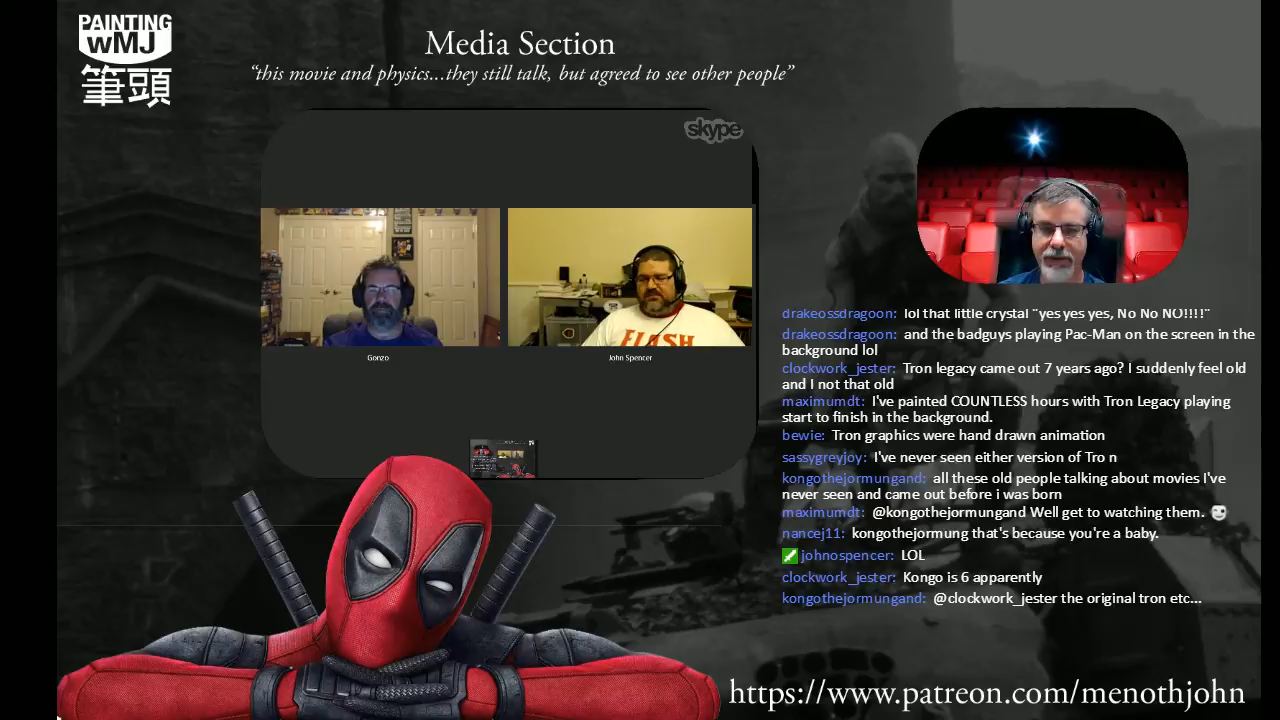 PAINTING
wMJ
筆頭
Media Section
“this movie and physics...they still talk, but agreed to see other people”
skype
Gonzo
John Spencer
FLASH
drakeossdragoon: lol that little crystal "yes yes yes, No No NO!!!!"
drakeossdragoon: and the badguys playing Pac-Man on the screen in the
background lol
clockwork_jester: Tron legacy came out 7 years ago? I suddenly feel old
and I not that old
maximumdt: I've painted COUNTLESS hours with Tron Legacy playing
start to finish in the background.
bewie: Tron graphics were hand drawn animation
sassygreyjoy: I've never seen either version of Tro n
kongothejormungand: all these old people talking about movies I've
never seen and came out before i was born
maximumdt: @kongothejormungand Well get to watching them.
nancej11: kongothejormung that's because you're a baby.
johnospencer: LOL
clockwork_jester: Kongo is 6 apparently
kongothejormungand: @clockwork_jester the original tron etc...
https://www.patreon.com/menothjohn